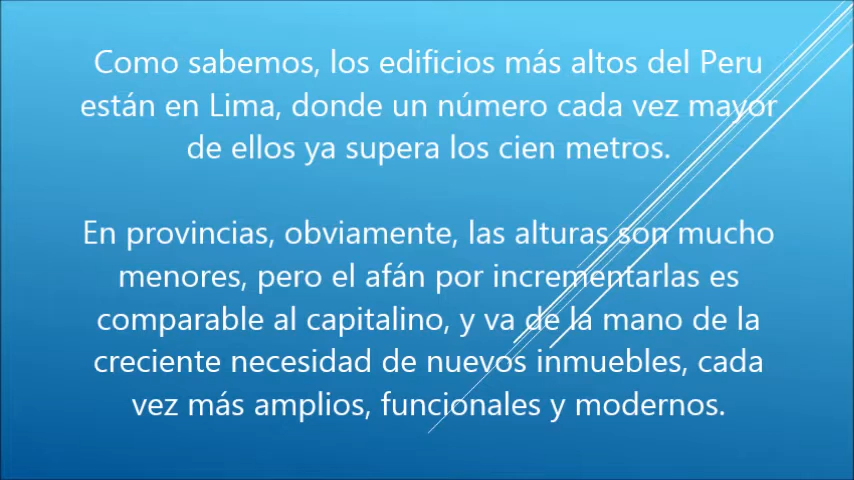 Como sabemos, los edificios más altos del Peru
están en Lima, donde un número cada vez mayor
de ellos ya supera los cien metros.
En provincias, obviamente, las alturas son mucho
menores, pero el afán por incrementarlas es
comparable al capitalino, y va de la mano de la
creciente necesidad de nuevos inmuebles, cada
vez más amplios, funcionales y modernos.